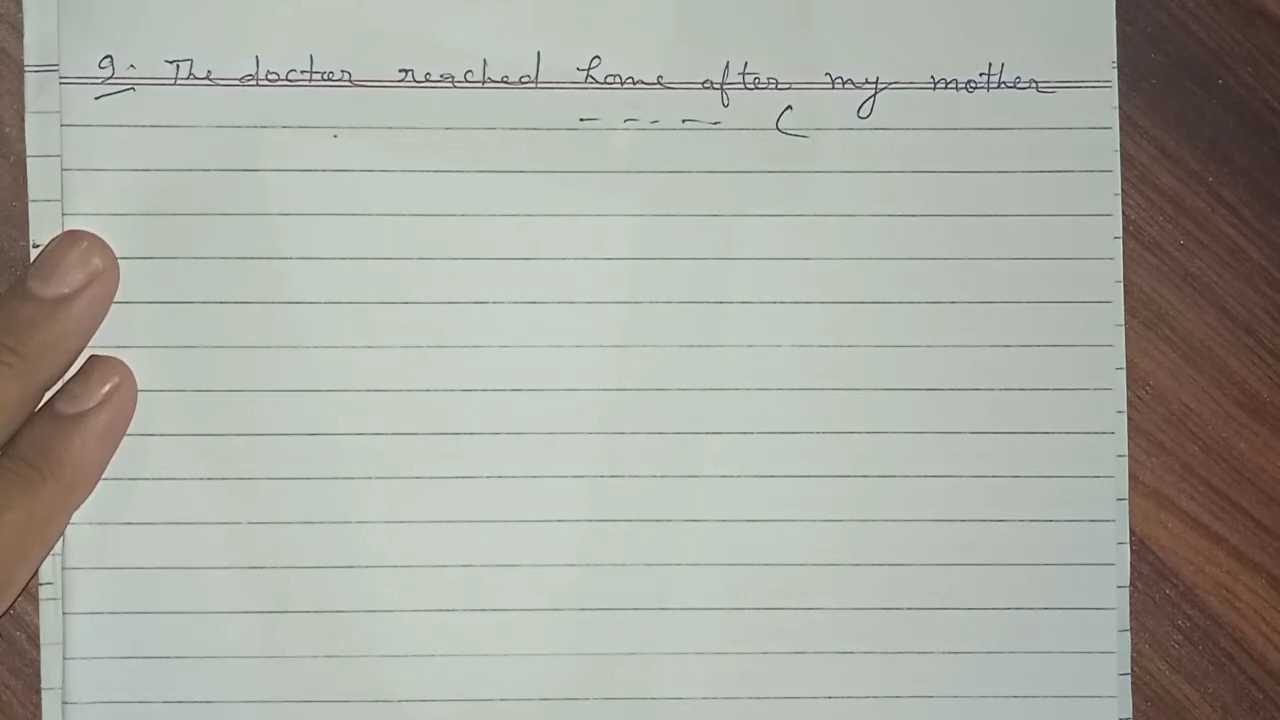 9. The doctor reached home after my mother
- - - - (